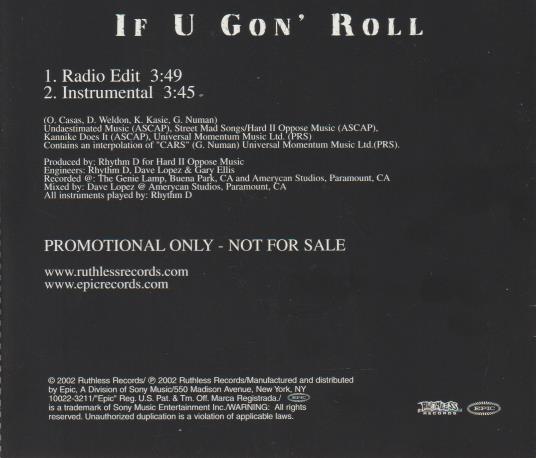 IF U GON' ROLL
1. Radio Edit 3:49
2. Instrumental 3:45
(O. Casas, D. Weldon, K. Kasie, G. Numan)
Undaestimated Music (ASCAP), Street Mad Songs/Hard II Oppose Music (ASCAP),
Kannike Does It (ASCAP), Universal Momentum Music Ltd. (PRS)
Contains an interpolation of "CARS" (G. Numan) Universal Momentum Music Ltd.(PRS).
Produced by: Rhythm D for Hard II Oppose Music
Engineers: Rhythm D, Dave Lopez & Gary Ellis
Recorded @: The Genie Lamp, Buena Park, CA and Amerycan Studios, Paramount, CA
Mixed by: Dave Lopez @ Amerycan Studios, Paramount, CA
All instruments played by: Rhythm D
PROMOTIONAL ONLY - NOT FOR SALE
www.ruthlessrecords.com
www.epicrecords.com
© 2002 Ruthless Records/ ℗ 2002 Ruthless Records/Manufactured and distributed
by Epic, A Division of Sony Music/550 Madison Avenue, New York, NY
10022-3211/"Epic" Reg. U.S. Pat. & Tm. Off. Marca Registrada./ EPIC
is a trademark of Sony Music Entertainment Inc./WARNING: All rights
reserved. Unauthorized duplication is a violation of applicable laws.
RUTHLESS RECORDS
EPIC